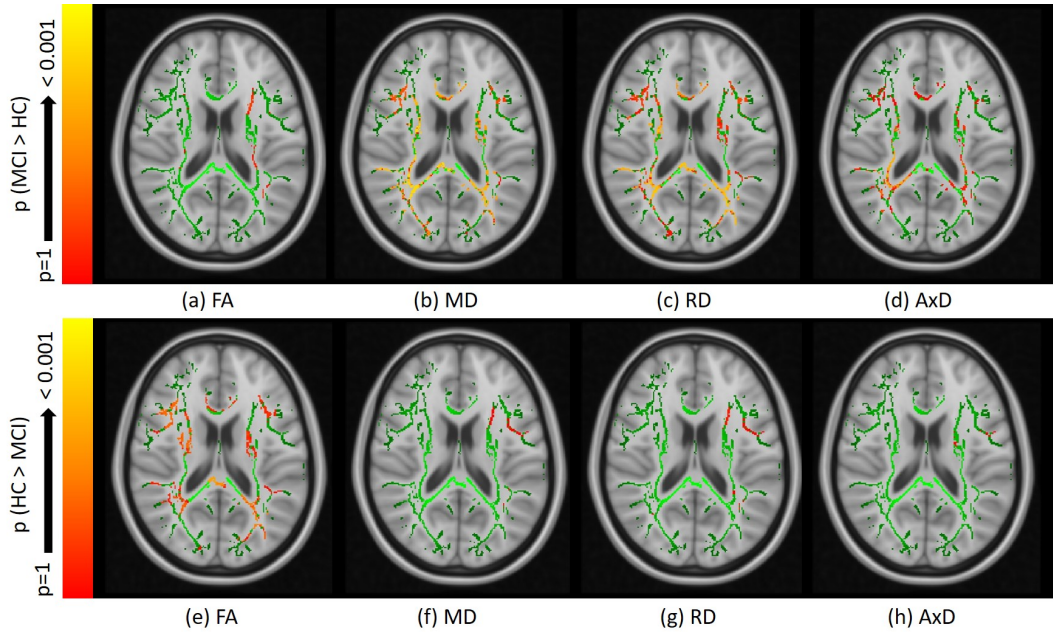 p (MCI > HC)
p=1
< 0.001
(a) FA
(b) MD
(c) RD
(d) AxD
p (HC > MCI)
p=1
< 0.001
(e) FA
(f) MD
(g) RD
(h) AxD